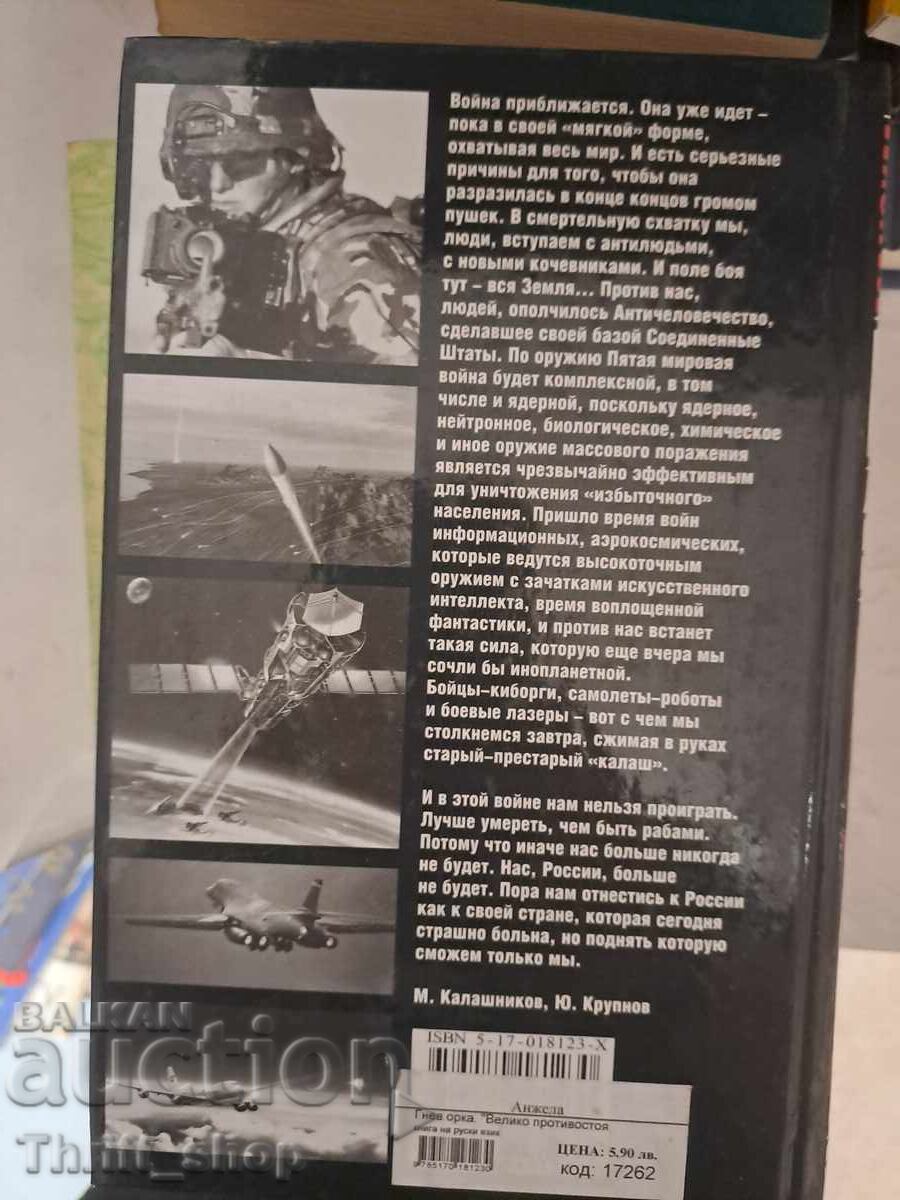 Война приближается. Она уже идет –
пока в своей «мягкой» форме,
охватывая весь мир. И есть серьезные
причины для того, чтобы она
разразилась в конце концов громом
пушек. В смертельную схватку мы,
люди, вступаем с антилюдьми,
с новыми кочевниками. И поле боя
тут – вся Земля... Против нас,
людей, ополчилось Античеловечество,
сделавшее своей базой Соединенные
Штаты. По оружию Пятая мировая
война будет комплексной, в том
числе и ядерной, поскольку ядерное,
нейтронное, биологическое, химическое
и иное оружие массового поражения
является чрезвычайно эффективным
для уничтожения «избыточного»
населения. Пришло время войн
информационных, аэрокосмических,
которые ведутся высокоточным
оружием с зачатками искусственного
интеллекта, время воплощенной
фантастики, и против нас встанет
такая сила, которую еще вчера мы
сочли бы инопланетной.
Бойцы-киборги, самолеты-роботы
и боевые лазеры – вот с чем мы
столкнемся завтра, сжимая в руках
старый-престарый «калаш».
И в этой войне нам нельзя проиграть.
Лучше умереть, чем быть рабами.
Потому что иначе нас больше никогда
не будет. Нас, России, больше
не будет. Пора нам отнестись к России
как к своей стране, которая сегодня
страшно больна, но поднять которую
сможем только мы.
М. Калашников, Ю. Крупнов
ISBN 5-17-018123-X
Анжела
Гнев орка. "Велико противостоя
книга на руски език
ЦЕНА: 5.90 лв.
9785170181230
код: 17262
BALKAN
auction
Thrift_shop